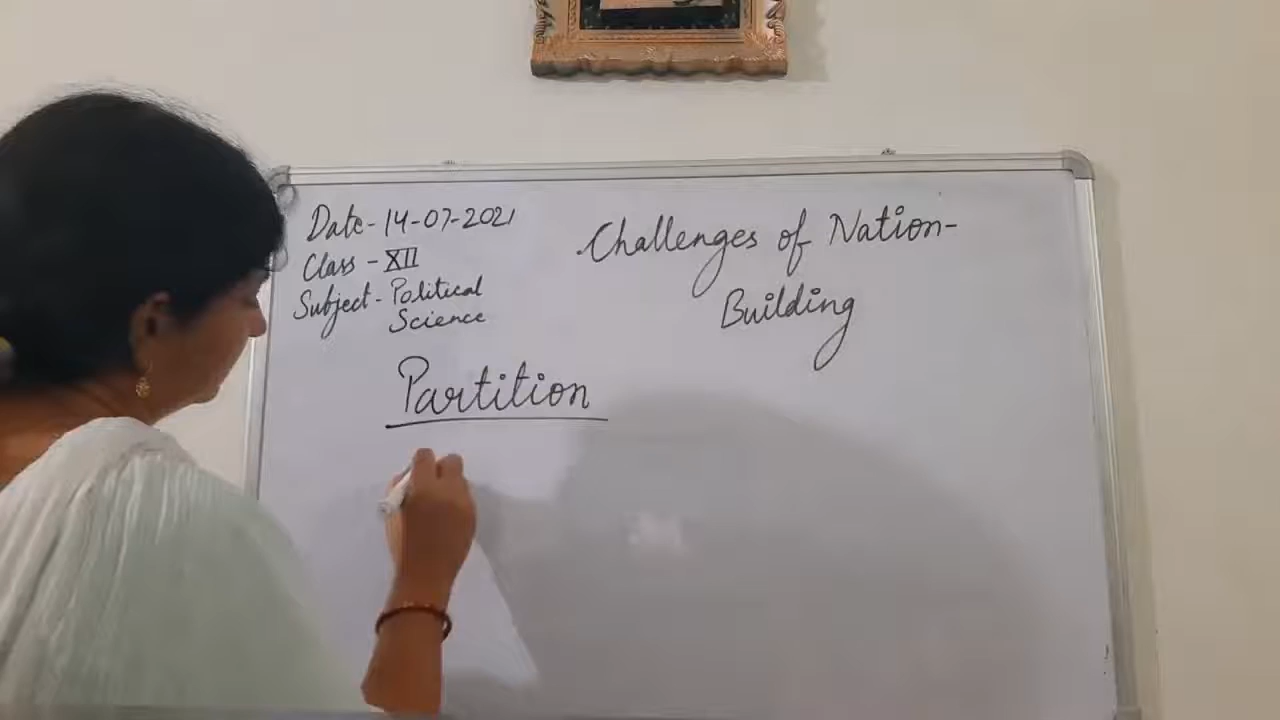 Date-14-07-2021
Class-XII
Subject-Political
Science
Challenges of Nation-
Building
Partition